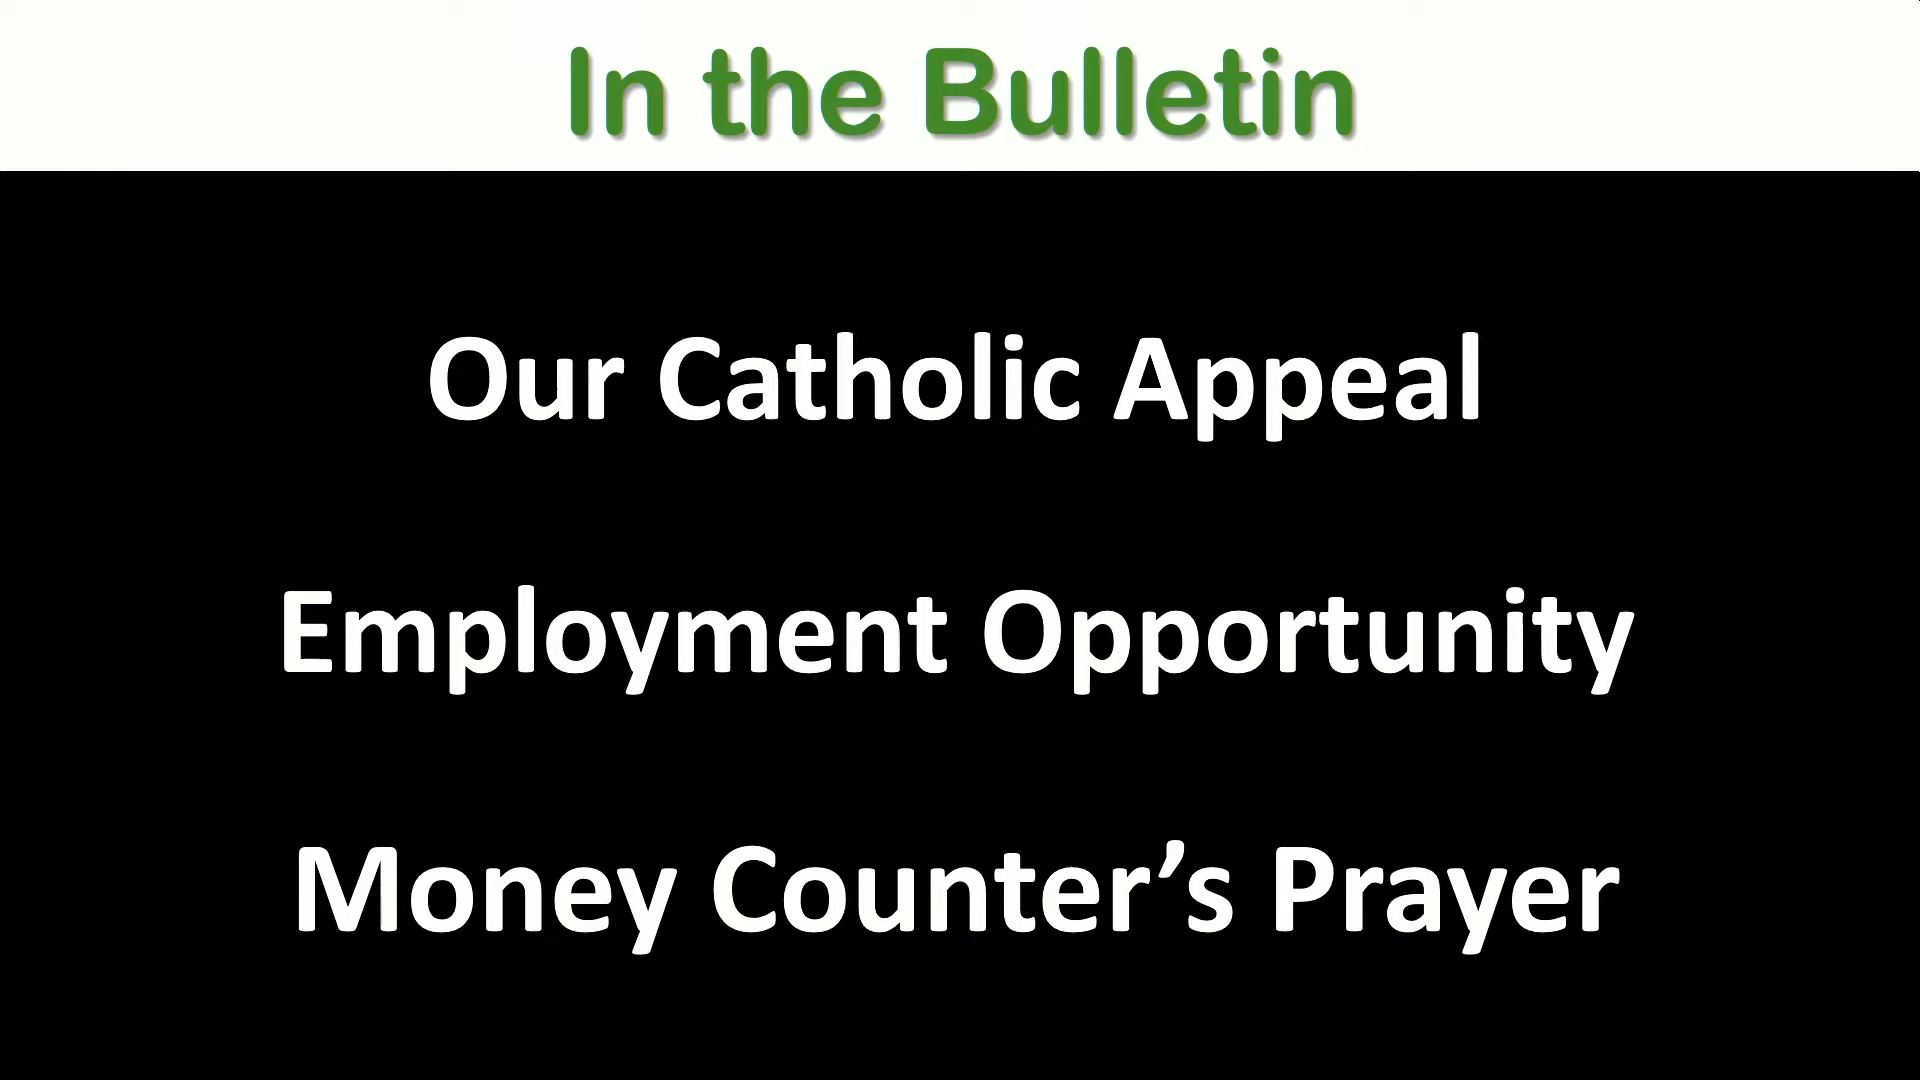 In the Bulletin
Our Catholic Appeal
Employment Opportunity
Money Counter’s Prayer